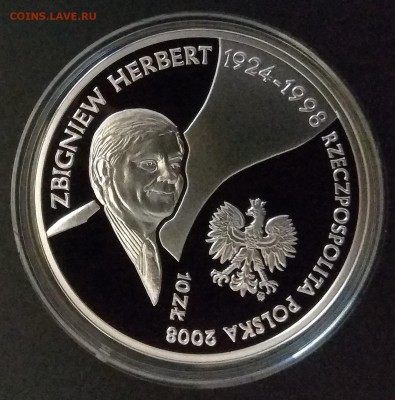 COINS.LAVE.RU
ZBIGNIEW HERBERT
1924-1998
RZECZPOSPOLITA POLSKA 2008
10 ZŁ